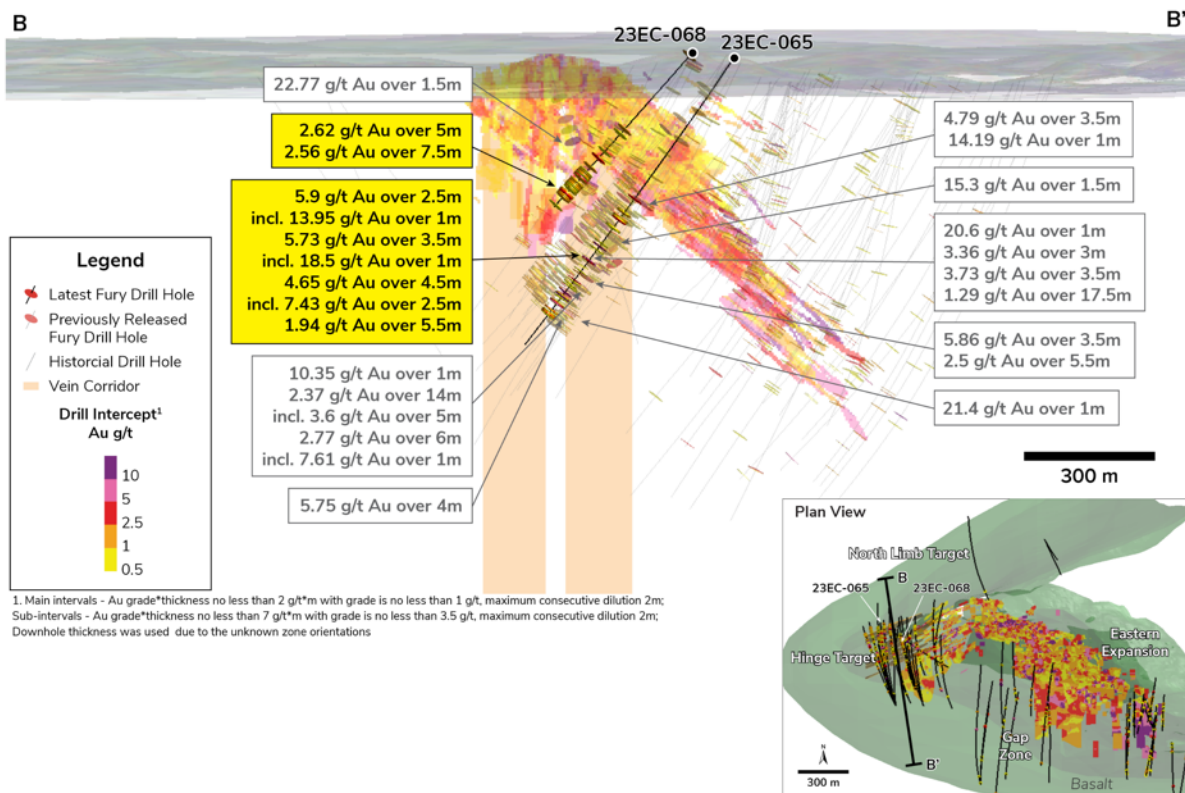 B
B'
23EC-068
23EC-065
22.77 g/t Au over 1.5m
2.62 g/t Au over 5m
2.56 g/t Au over 7.5m
5.9 g/t Au over 2.5m
incl. 13.95 g/t Au over 1m
5.73 g/t Au over 3.5m
incl. 18.5 g/t Au over 1m
4.65 g/t Au over 4.5m
incl. 7.43 g/t Au over 2.5m
1.94 g/t Au over 5.5m
10.35 g/t Au over 1m
2.37 g/t Au over 14m
incl. 3.6 g/t Au over 5m
2.77 g/t Au over 6m
incl. 7.61 g/t Au over 1m
5.75 g/t Au over 4m
4.79 g/t Au over 3.5m
14.19 g/t Au over 1m
15.3 g/t Au over 1.5m
20.6 g/t Au over 1m
3.36 g/t Au over 3m
3.73 g/t Au over 3.5m
1.29 g/t Au over 17.5m
5.86 g/t Au over 3.5m
2.5 g/t Au over 5.5m
21.4 g/t Au over 1m
300 m
Legend
Latest Fury Drill Hole
Previously Released
Fury Drill Hole
Historcial Drill Hole
Vein Corridor
Drill Intercept¹
Au g/t
10
5
2.5
1
0.5
1. Main intervals - Au grade*thickness no less than 2 g/t*m with grade is no less than 1 g/t, maximum consecutive dilution 2m;
Sub-intervals - Au grade*thickness no less than 7 g/t*m with grade is no less than 3.5 g/t, maximum consecutive dilution 2m;
Downhole thickness was used due to the unknown zone orientations
Plan View
North Limb Target
23EC-065
B
23EC-068
Hinge Target
Eastern
Expansion
Gap
Zone
B'
N
300 m
Basalt